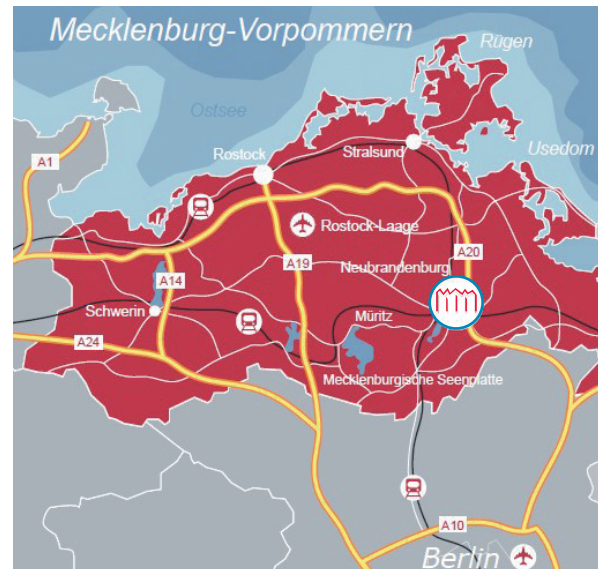 Mecklenburg-Vorpommern
Rügen
Ostsee
Usedom
A1
Rostock
Stralsund
Rostock-Laage
A20
A19
Neubrandenburg
A14
Schwerin
Müritz
A24
Mecklenburgische Seenplatte
A10
Berlin